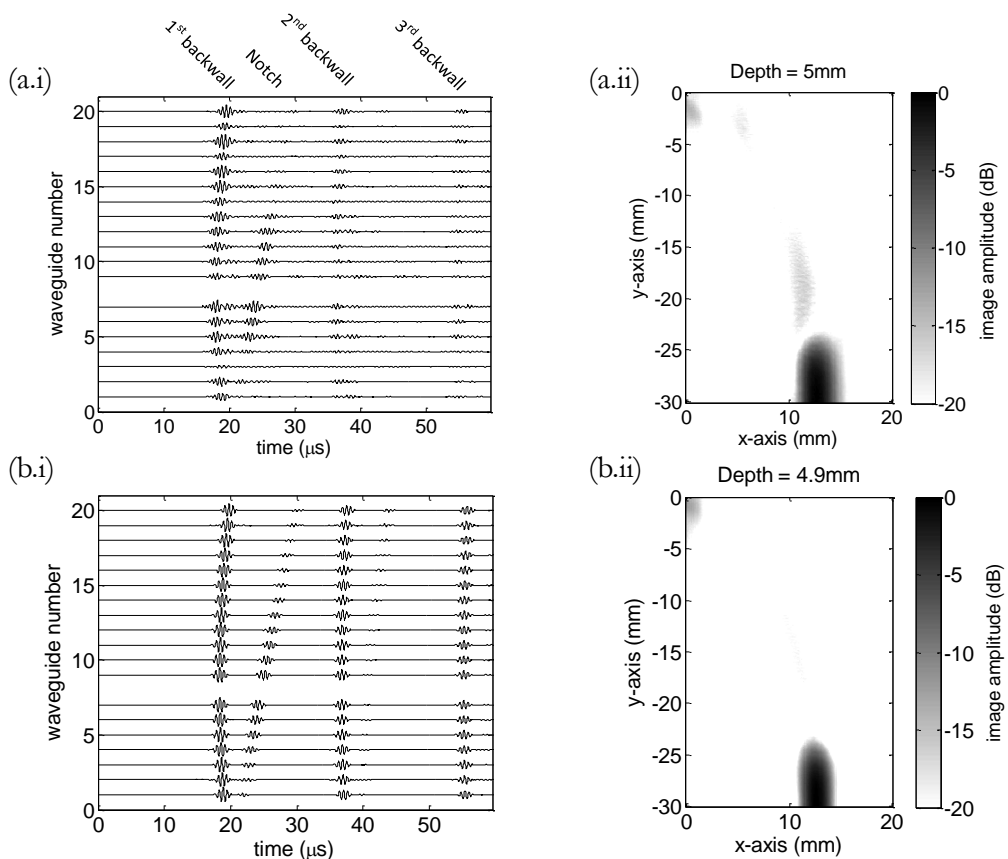 1st backwall
Notch
2nd backwall
3rd backwall
(a.i)
waveguide number
20
15
10
5
0
0 10 20 30 40 50
time (μs)
(a.ii)
Depth = 5mm
y-axis (mm)
0
-5
-10
-15
-20
-25
-30
0 10 20
x-axis (mm)
0
-5
-10
-15
-20
image amplitude (dB)
(b.i)
waveguide number
20
15
10
5
0
0 10 20 30 40 50
time (μs)
(b.ii)
Depth = 4.9mm
y-axis (mm)
0
-5
-10
-15
-20
-25
-30
0 10 20
x-axis (mm)
0
-5
-10
-15
-20
image amplitude (dB)